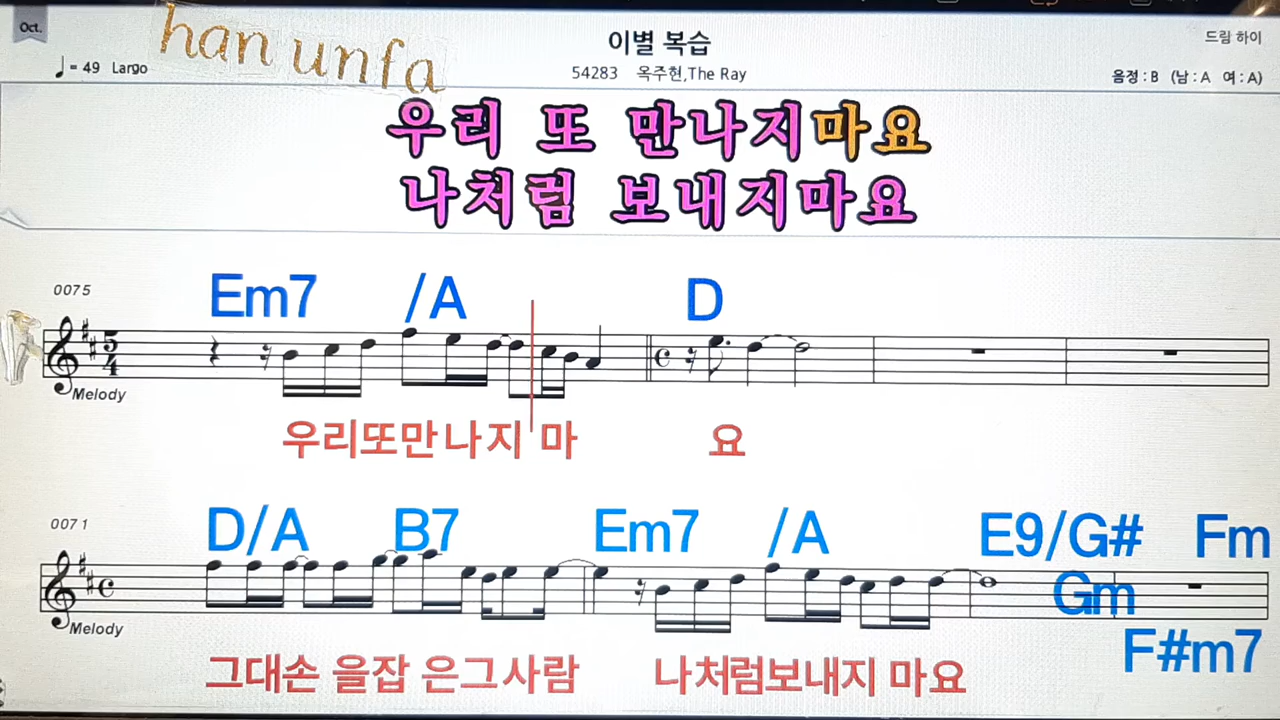 Oct.
han unfa
이별 복습
드림 하이
♩= 49 Largo
54283 옥주현,The Ray
음정 : B (남 : A 여 : A)
우리 또 만나지마요
나처럼 보내지마요
0075
Em7 /A D
5
4
Melody
우리또만나지 마 요
0071
D/A B7 Em7 /A E9/G# Fm
Gm
F#m7
Melody
그대손 을잡 은그사람 나처럼보내지 마요